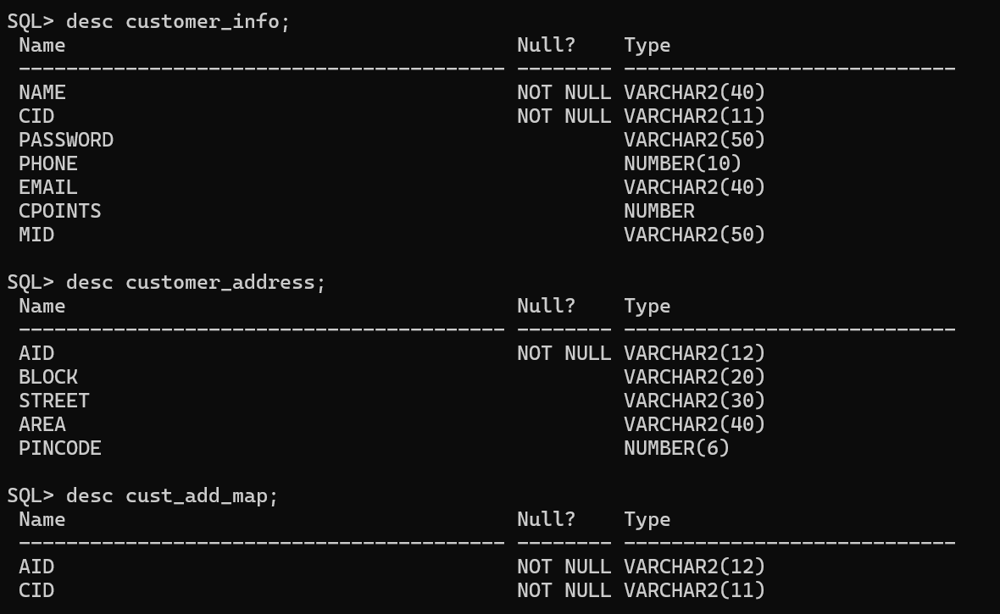 SQL> desc customer_info;
Name Null? Type
----------------------------------------- -------- ----------------------------
NAME NOT NULL VARCHAR2(40)
CID NOT NULL VARCHAR2(11)
PASSWORD VARCHAR2(50)
PHONE NUMBER(10)
EMAIL VARCHAR2(40)
CPOINTS NUMBER
MID VARCHAR2(50)
SQL> desc customer_address;
Name Null? Type
----------------------------------------- -------- ----------------------------
AID NOT NULL VARCHAR2(12)
BLOCK VARCHAR2(20)
STREET VARCHAR2(30)
AREA VARCHAR2(40)
PINCODE NUMBER(6)
SQL> desc cust_add_map;
Name Null? Type
----------------------------------------- -------- ----------------------------
AID NOT NULL VARCHAR2(12)
CID NOT NULL VARCHAR2(11)